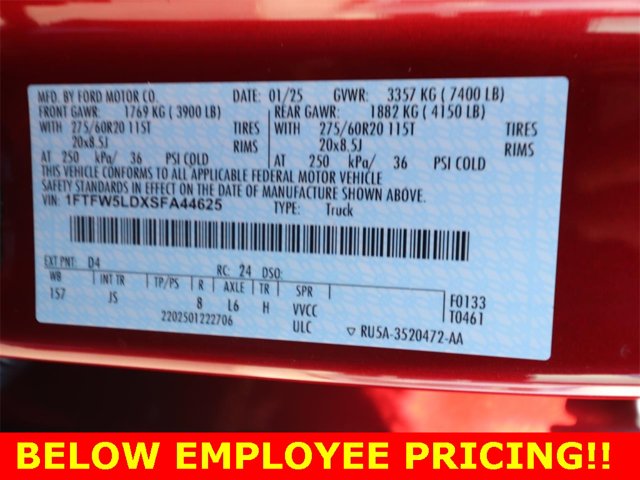 MFD. BY FORD MOTOR CO. DATE: 01/25 GVWR: 3357 KG ( 7400 LB)
FRONT GAWR: 1769 KG ( 3900 LB) REAR GAWR: 1882 KG ( 4150 LB)
WITH 275/60R20 115T TIRES WITH 275/60R20 115T TIRES
20x8.5J RIMS 20x8.5J RIMS
AT 250 kPa/ 36 PSI COLD AT 250 kPa/ 36 PSI COLD
THIS VEHICLE CONFORMS TO ALL APPLICABLE FEDERAL MOTOR VEHICLE
SAFETY STANDARDS IN EFFECT ON THE DATE OF MANUFACTURE SHOWN ABOVE.
VIN: 1FTFW5LDXSFA44625 TYPE: Truck
EXT PNT: D4 RC: 24 DSO:
WB INT TR TP/PS R AXLE TR SPR F0133
157 JS 8 L6 H VVCC T0461
2202501222706 ULC RU5A-3520472-AA
BELOW EMPLOYEE PRICING!!